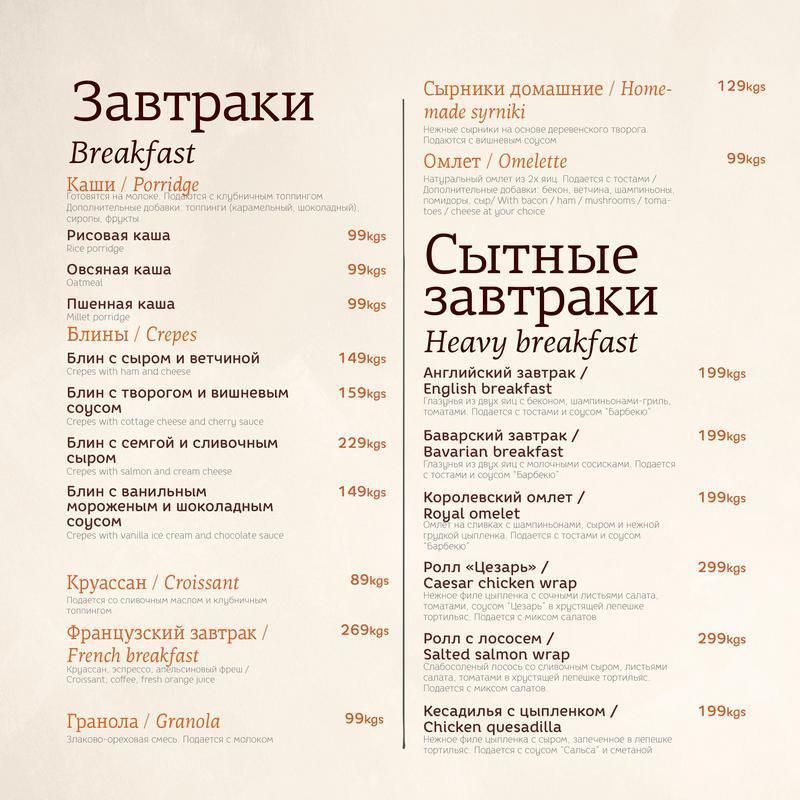 Завтраки
Breakfast
Каши / Porridge
Готовятся на молоке. Подаются с клубничным топпингом.
Дополнительные добавки: топпинги (карамельный, шоколадный),
сиропы, фрукты.
Рисовая каша 99kgs
Rice porridge
Овсяная каша 99kgs
Oatmeal
Пшенная каша 99kgs
Millet porridge
Блины / Crepes
Блин с сыром и ветчиной 149kgs
Crepes with ham and cheese
Блин с творогом и вишневым 159kgs
соусом
Crepes with cottage cheese and cherry sauce
Блин с семгой и сливочным 229kgs
сыром
Crepes with salmon and cream cheese
Блин с ванильным 149kgs
мороженым и шоколадным
соусом
Crepes with vanilla ice cream and chocolate sauce
Круассан / Croissant 89kgs
Подается со сливочным маслом и клубничным
топпингом
Французский завтрак / 269kgs
French breakfast
Круассан, эспрессо, апельсиновый фреш /
Croissant, coffee, fresh orange juice
Гранола / Granola 99kgs
Злаково-ореховая смесь. Подается с молоком
Сырники домашние / Home- 129kgs
made syrniki
Нежные сырники на основе деревенского творога.
Подаются с вишневым соусом
Омлет / Omelette 99kgs
Натуральный омлет из 2х яиц. Подается с тостами /
Дополнительные добавки: бекон, ветчина, шампиньоны,
помидоры, сыр/ With bacon / ham / mushrooms / toma-
toes / cheese at your choice
Сытные
завтраки
Heavy breakfast
Английский завтрак / 199kgs
English breakfast
Глазунья из двух яиц с беконом, шампиньонами-гриль,
томатами. Подается с тостами и соусом "Барбекю"
Баварский завтрак / 199kgs
Bavarian breakfast
Глазунья из двух яиц с молочными сосисками. Подается
с тостами и соусом "Барбекю"
Королевский омлет / 199kgs
Royal omelet
Омлет на сливках с шампиньонами, сыром и нежной
грудкой цыпленка. Подается с тостами и соусом
"Барбекю"
Ролл «Цезарь» / 299kgs
Caesar chicken wrap
Нежное филе цыпленка с сочными листьями салата,
томатами, соусом "Цезарь" в хрустящей лепешке
тортильяс. Подается с миксом салатов
Ролл с лососем / 299kgs
Salted salmon wrap
Слабосоленый лосось со сливочным сыром, листьями
салата, томатами в хрустящей лепешке тортильяс.
Подается с миксом салатов.
Кесадилья с цыпленком / 199kgs
Chicken quesadilla
Нежное филе цыпленка с сыром, запеченное в лепешке
тортильяс. Подается с соусом "Сальса" и сметаной